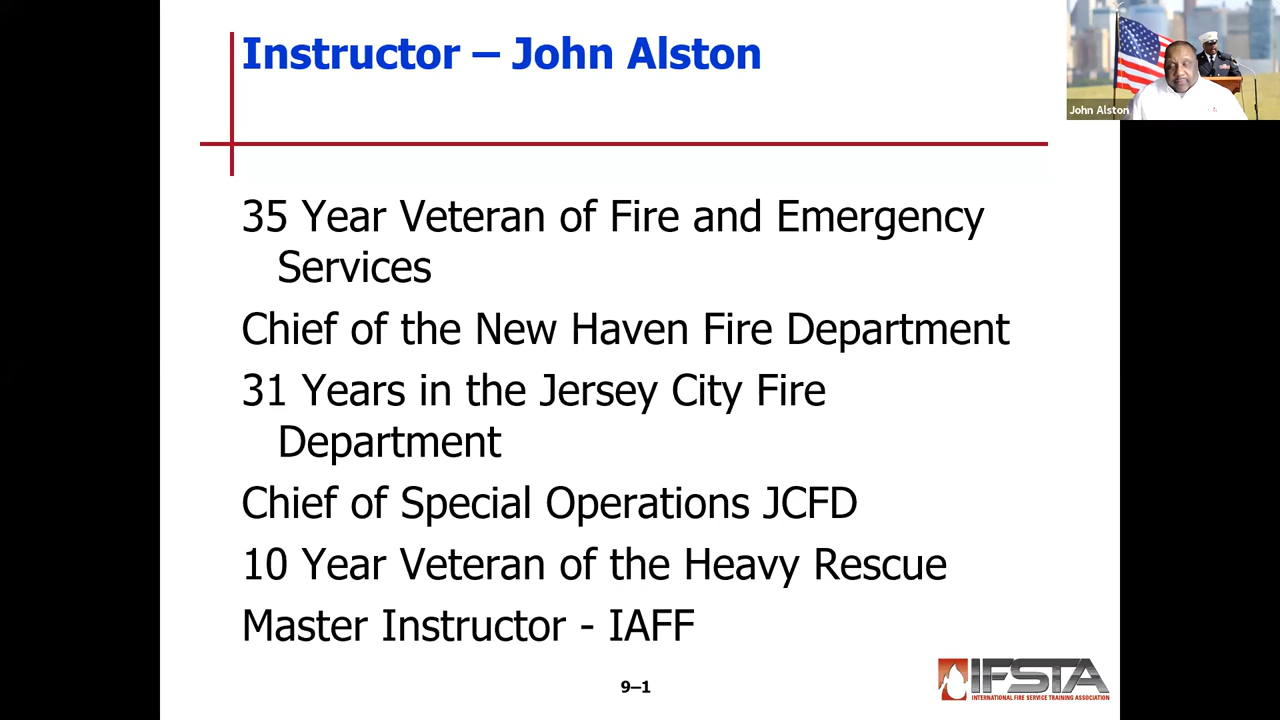 Instructor – John Alston
John Alston
35 Year Veteran of Fire and Emergency
Services
Chief of the New Haven Fire Department
31 Years in the Jersey City Fire
Department
Chief of Special Operations JCFD
10 Year Veteran of the Heavy Rescue
Master Instructor - IAFF
9–1
IFSTA
INTERNATIONAL FIRE SERVICE TRAINING ASSOCIATION